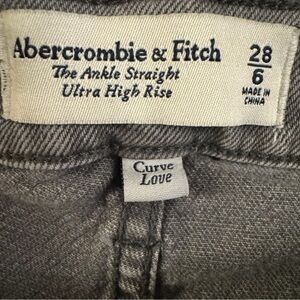 Abercrombie & Fitch
The Ankle Straight
Ultra High Rise
28
6
MADE IN
CHINA
Curve
Love